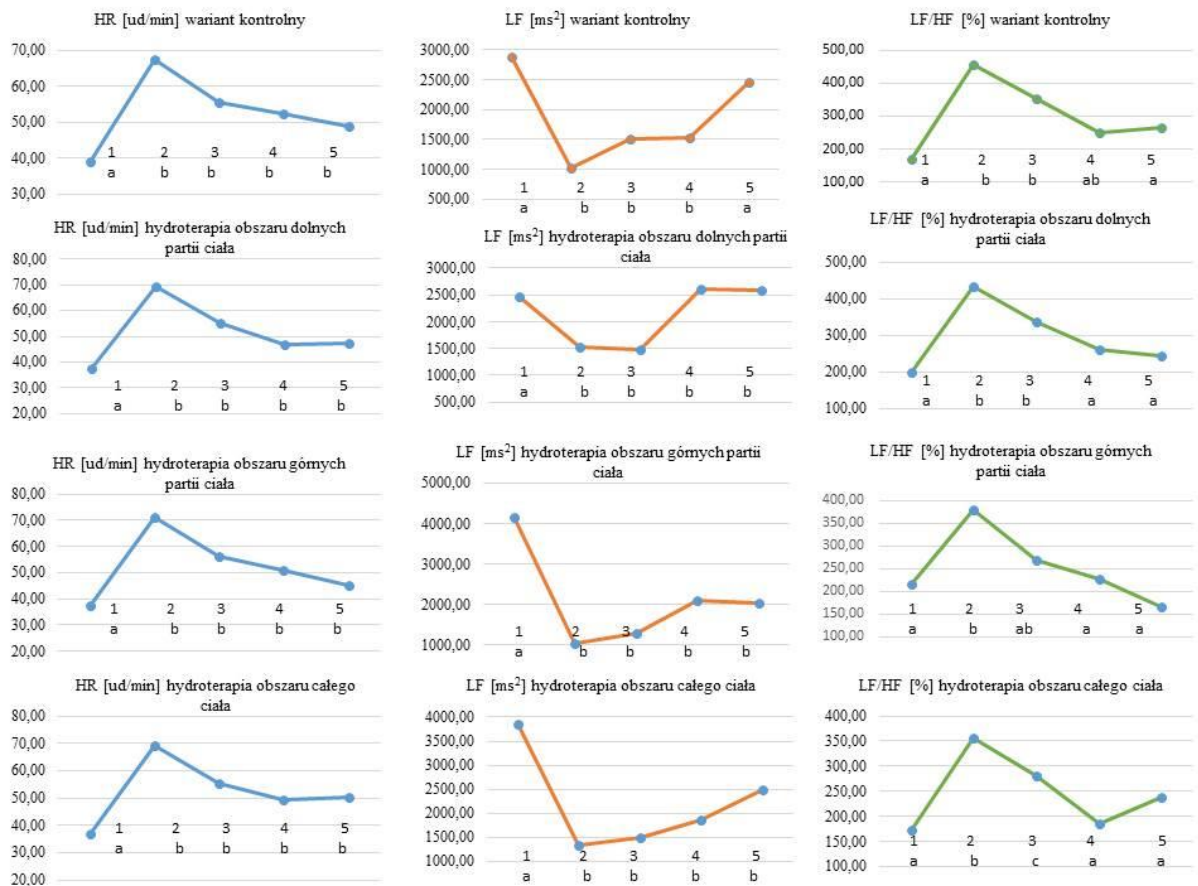 HR [ud/min] wariant kontrolny
70,00
60,00
50,00
40,00
30,00
1 2 3 4 5
a b b b b
LF [ms²] wariant kontrolny
3000,00
2500,00
2000,00
1500,00
1000,00
500,00
1 2 3 4 5
a b b b a
LF/HF [%] wariant kontrolny
500,00
400,00
300,00
200,00
100,00
1 2 3 4 5
a b b ab a
HR [ud/min] hydroterapia obszaru dolnych
partii ciała
80,00
70,00
60,00
50,00
40,00
30,00
20,00
1 2 3 4 5
a b b b b
LF [ms²] hydroterapia obszaru dolnych partii
ciała
3000,00
2500,00
2000,00
1500,00
1000,00
500,00
1 2 3 4 5
a b b b b
LF/HF [%] hydroterapia obszaru dolnych
partii ciała
500,00
400,00
300,00
200,00
100,00
1 2 3 4 5
a b b a a
HR [ud/min] hydroterapia obszaru górnych
partii ciała
80,00
70,00
60,00
50,00
40,00
30,00
20,00
1 2 3 4 5
a b b b b
LF [ms²] hydroterapia obszaru górnych partii
ciała
5000,00
4000,00
3000,00
2000,00
1000,00
1 2 3 4 5
a b b b b
LF/HF [%] hydroterapia obszaru górnych
partii ciała
400,00
350,00
300,00
250,00
200,00
150,00
100,00
1 2 3 4 5
a b ab a a
HR [ud/min] hydroterapia obszaru całego
ciała
80,00
70,00
60,00
50,00
40,00
30,00
20,00
1 2 3 4 5
a b b b b
LF [ms²] hydroterapia obszaru całego ciała
4000,00
3500,00
3000,00
2500,00
2000,00
1500,00
1000,00
1 2 3 4 5
a b b b b
LF/HF [%] hydroterapia obszaru całego ciała
400,00
350,00
300,00
250,00
200,00
150,00
100,00
1 2 3 4 5
a b c a a